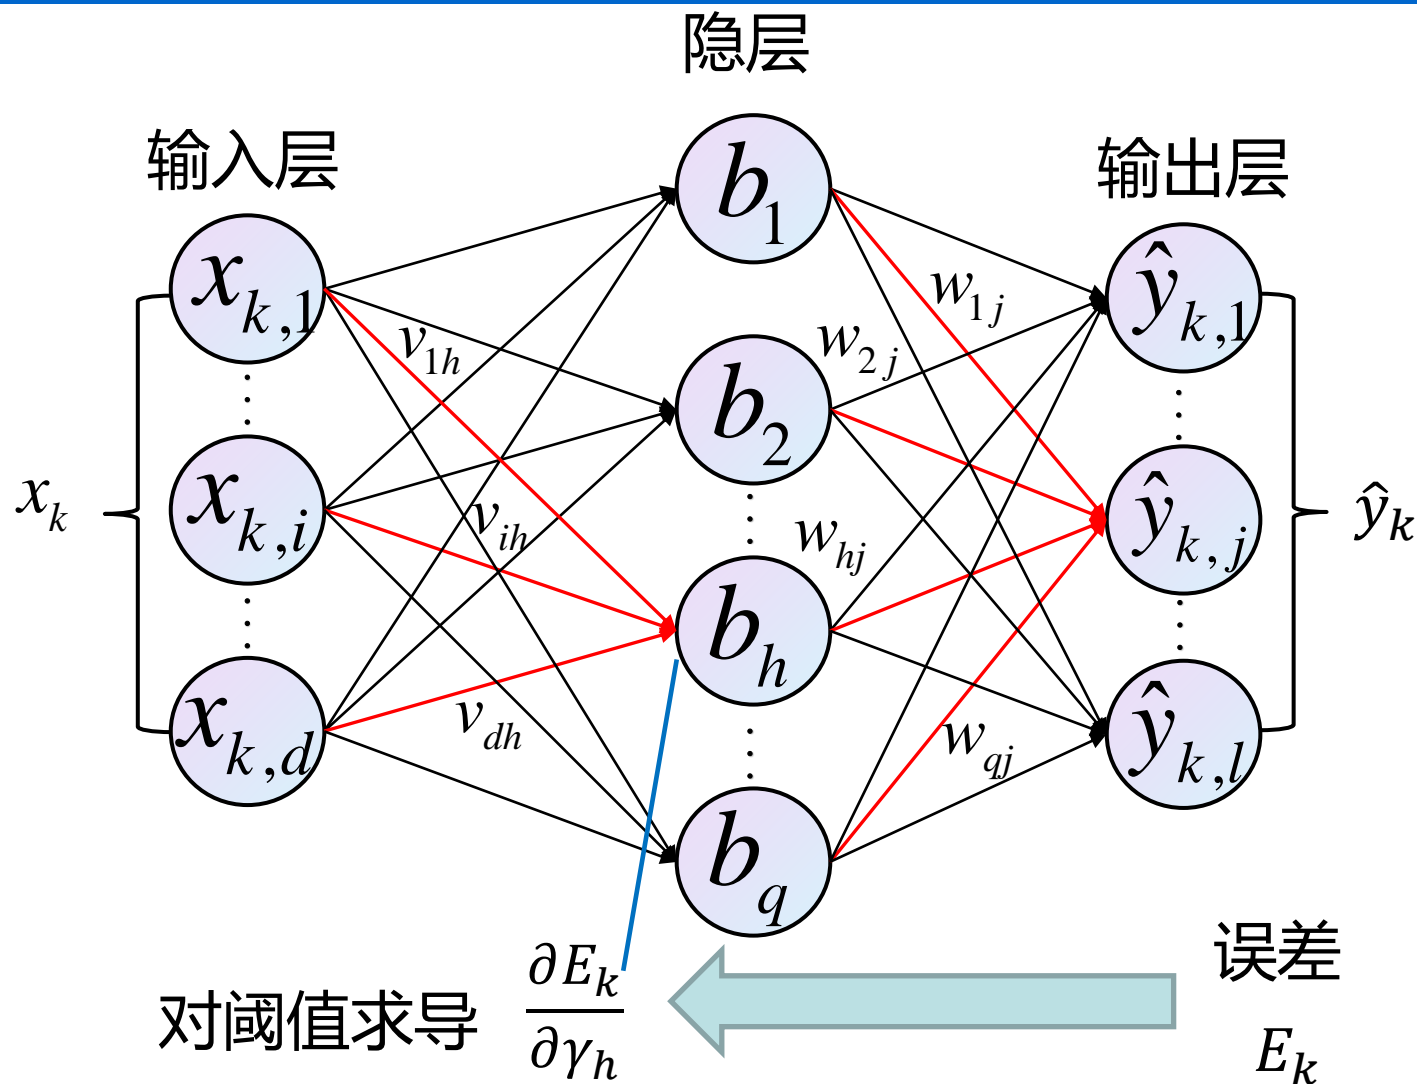 隐层
输入层
输出层
b_1
b_2
b_h
b_q
x_{k,1}
x_{k,i}
x_{k,d}
x_k
v_{1h}
v_{ih}
v_{dh}
w_{1j}
w_{2j}
w_{hj}
w_{qj}
ŷ_{k,1}
ŷ_{k,j}
ŷ_{k,l}
ŷ_k
对阈值求导 ∂E_k/∂γ_h
误差
E_k